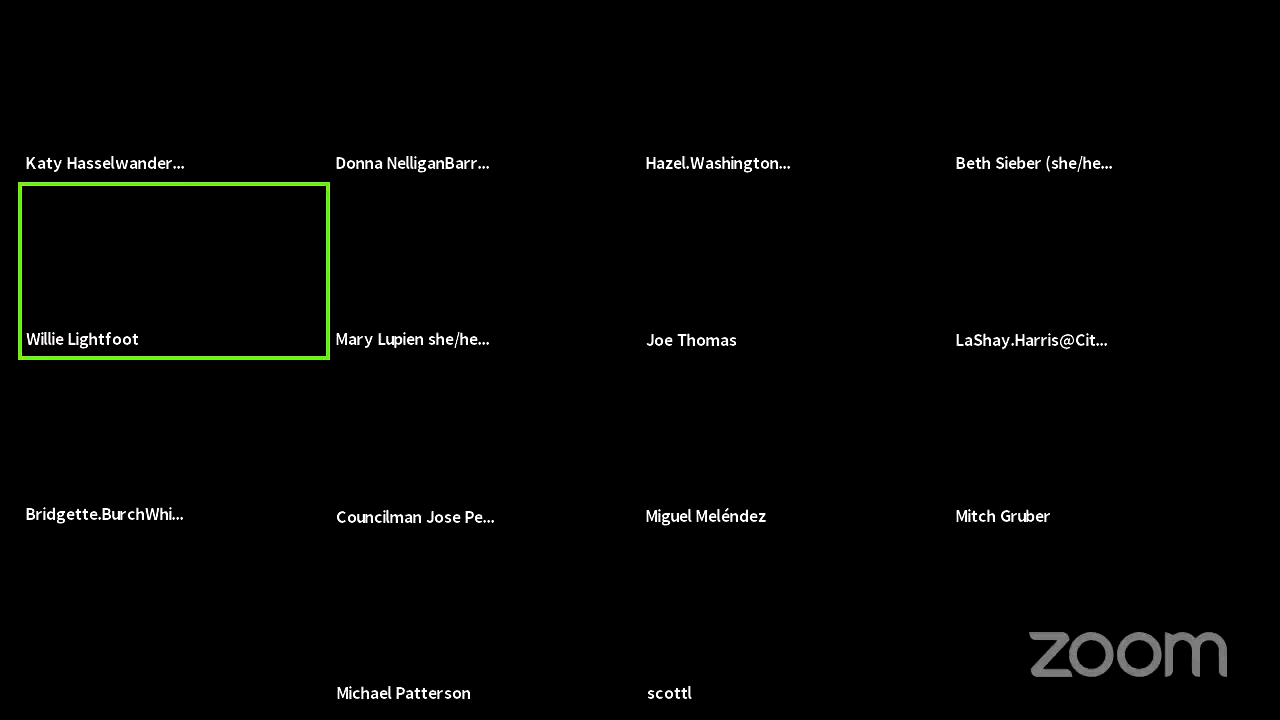 Katy Hasselwander...
Donna NelliganBarr...
Hazel.Washington...
Beth Sieber (she/he...
Willie Lightfoot
Mary Lupien she/he...
Joe Thomas
LaShay.Harris@Cit...
Bridgette.BurchWhi...
Councilman Jose Pe...
Miguel Meléndez
Mitch Gruber
Michael Patterson
scottl
zoom